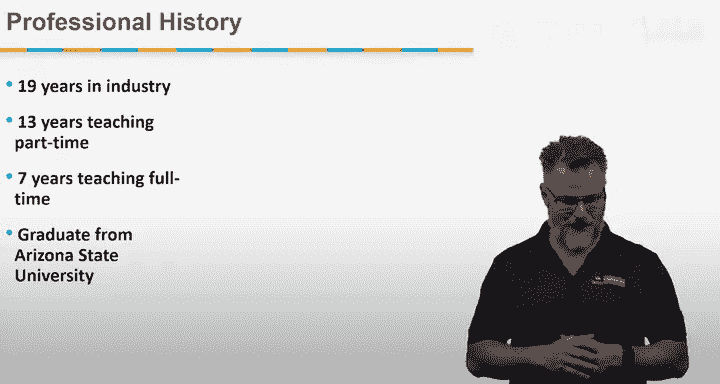 Professional History
• 19 years in industry
• 13 years teaching
part-time
• 7 years teaching full-
time
• Graduate from
Arizona State
University